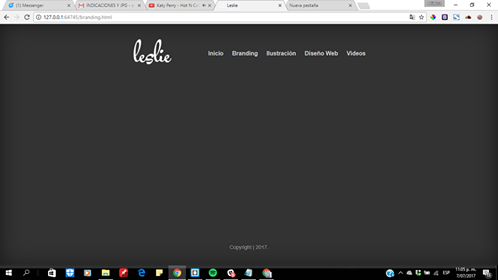 (1) Messenger
INDICACIONES Y JPG -
Katy Perry - Hot N C
Leslie
Nueva pestaña
127.0.0.1:64745/branding.html
leslie
Inicio Branding Ilustración Diseño Web Videos
Copyright | 2017.
ESP
11:05 p. m.
7/07/2017